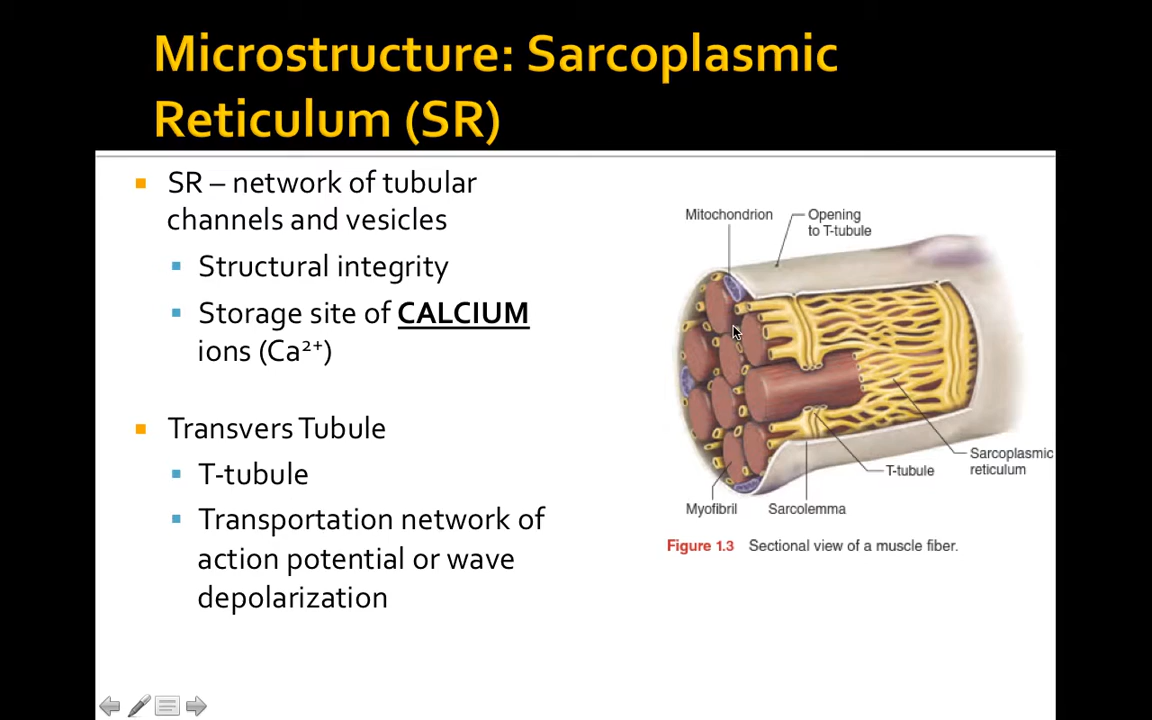 Microstructure: Sarcoplasmic
Reticulum (SR)
SR – network of tubular
channels and vesicles
Structural integrity
Storage site of CALCIUM
ions (Ca²⁺)
Transvers Tubule
T-tubule
Transportation network of
action potential or wave
depolarization
Mitochondrion
Opening
to T-tubule
Sarcoplasmic
reticulum
T-tubule
Myofibril
Sarcolemma
Figure 1.3 Sectional view of a muscle fiber.